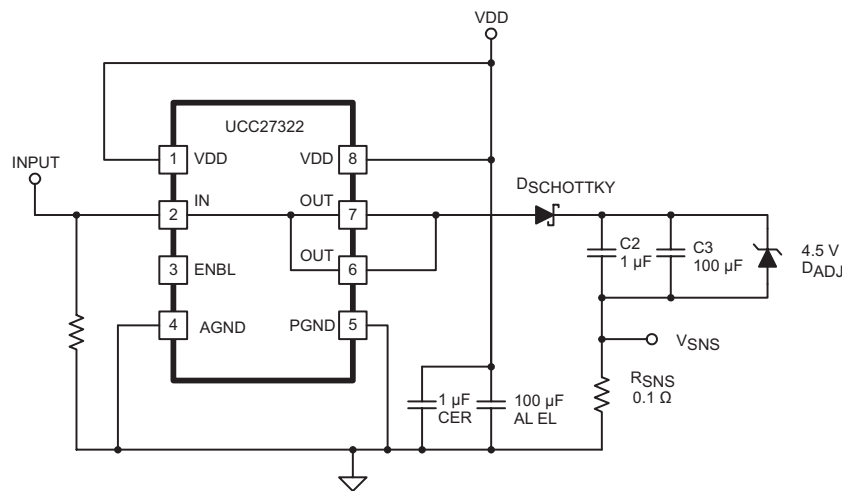 VDD
UCC27322
INPUT
1 VDD VDD 8
2 IN OUT 7
OUT 6
3 ENBL
4 AGND PGND 5
DSCHOTTKY
C2
1 µF
C3
100 µF
4.5 V
DADJ
VSNS
RSNS
0.1 Ω
1 µF
CER
100 µF
AL EL